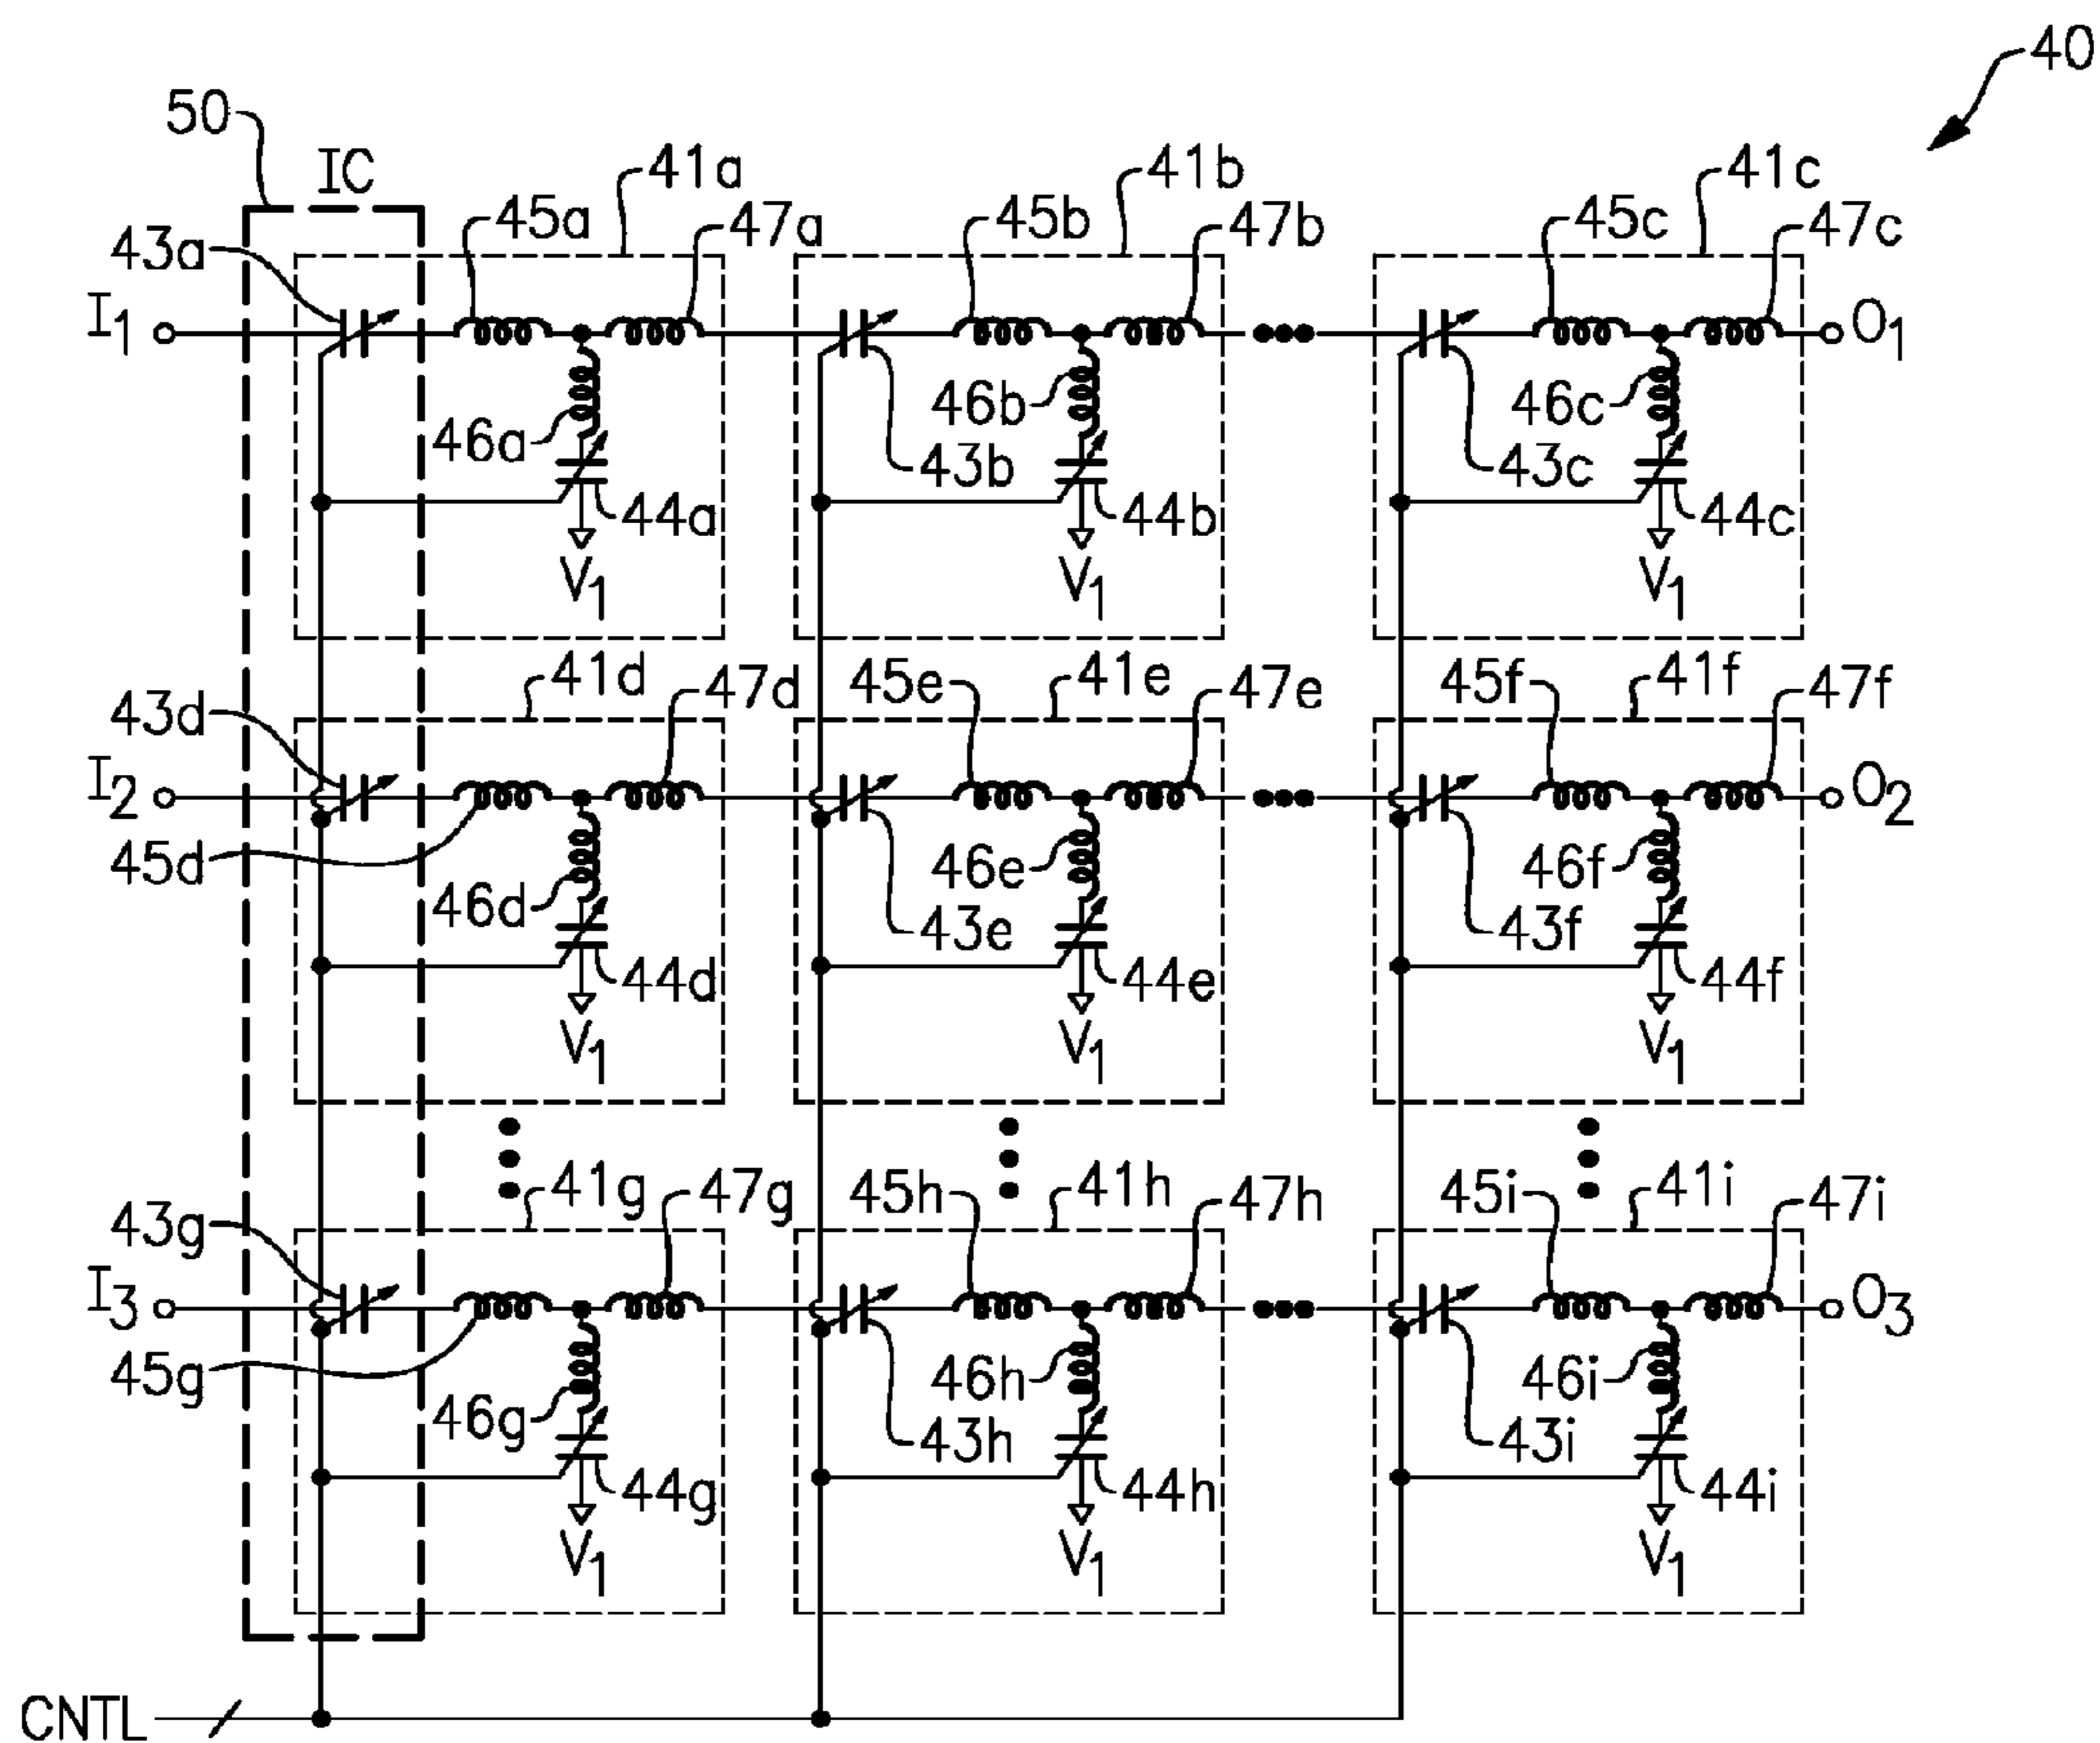 40
50
IC
41a
41b
41c
43a
45a
47a
45b
47b
45c
47c
I1
O1
46a
46b
46c
43b
43c
44a
44b
44c
V1
V1
V1
43d
41d
47d
45e
41e
47e
45f
41f
47f
I2
O2
45d
46d
46e
46f
43e
43f
44d
44e
44f
V1
V1
V1
43g
41g
47g
45h
41h
47h
45i
41i
47i
I3
O3
45g
46g
46h
46i
43h
43i
44g
44h
44i
V1
V1
V1
CNTL